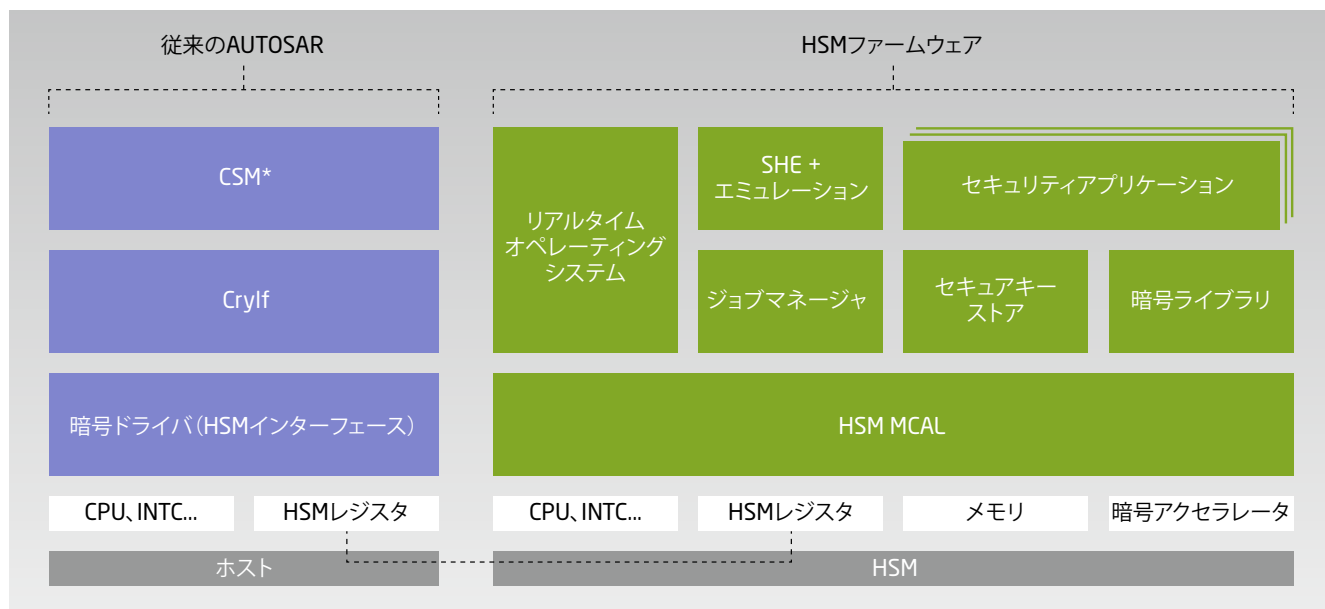 従来のAUTOSAR
HSMファームウェア
CSM*
CryIf
暗号ドライバ（HSMインターフェース）
リアルタイム
オペレーティング
システム
SHE +
エミュレーション
セキュリティアプリケーション
ジョブマネージャ
セキュアキー
ストア
暗号ライブラリ
HSM MCAL
CPU、INTC...
HSMレジスタ
CPU、INTC...
HSMレジスタ
メモリ
暗号アクセラレータ
ホスト
HSM